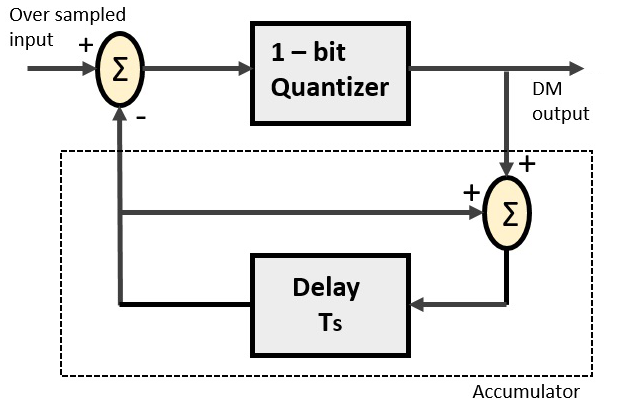 Over sampled
input
+
Σ
-
1 – bit
Quantizer
DM
output
+
+
Σ
Delay
Ts
Accumulator